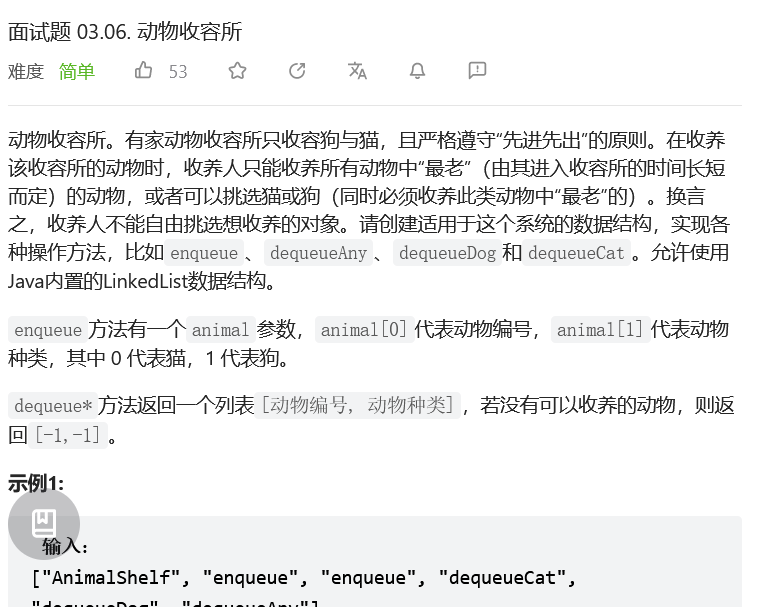 面试题 03.06. 动物收容所
难度 简单 53
动物收容所。有家动物收容所只收容狗与猫，且严格遵守“先进先出”的原则。在收养
该收容所的动物时，收养人只能收养所有动物中“最老”（由其进入收容所的时间长短
而定）的动物，或者可以挑选猫或狗（同时必须收养此类动物中“最老”的）。换言
之，收养人不能自由挑选想收养的对象。请创建适用于这个系统的数据结构，实现各
种操作方法，比如 enqueue 、 dequeueAny 、 dequeueDog 和 dequeueCat 。允许使用
Java内置的LinkedList数据结构。
enqueue 方法有一个 animal 参数， animal[0] 代表动物编号， animal[1] 代表动物
种类，其中 0 代表猫，1 代表狗。
dequeue* 方法返回一个列表 [动物编号, 动物种类] ，若没有可以收养的动物，则返
回 [-1,-1] 。
示例1:
输入：
["AnimalShelf", "enqueue", "enqueue", "dequeueCat",
"dequeueDog", "dequeueAny"]